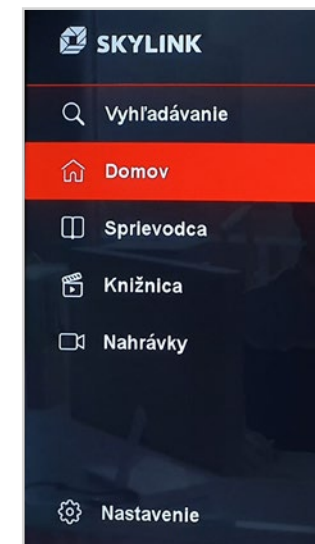 SKYLINK
Vyhľadávanie
Domov
Sprievodca
Knižnica
Nahrávky
Nastavenie